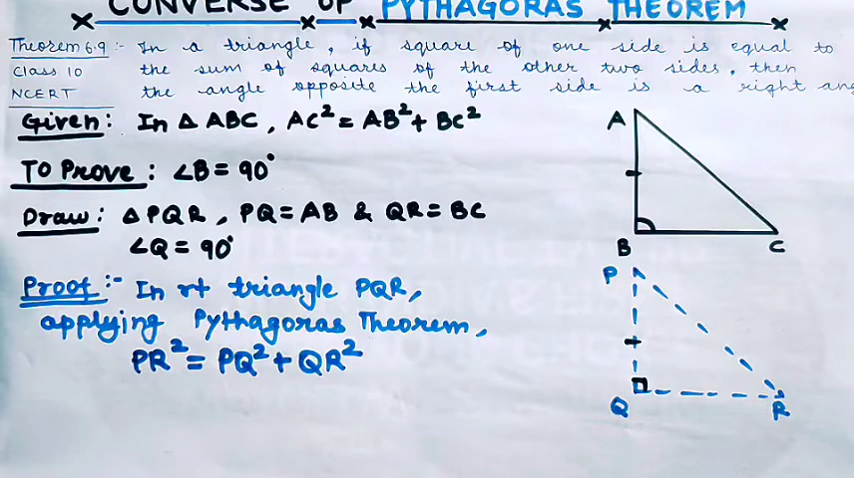 CONVERSE OF PYTHAGORAS THEOREM
Theorem 6.9 :- In a triangle, if square of one side is equal to
Class 10 the sum of squares of the other two sides, then
NCERT the angle opposite the first side is a right ang
Given: In △ ABC, AC² = AB² + BC²
To Prove: ∠B = 90°
Draw: △ PQR, PQ = AB & QR = BC
∠Q = 90°
Proof:- In rt triangle PQR,
applying Pythagoras Theorem,
PR² = PQ² + QR²
A
B C
P
Q R